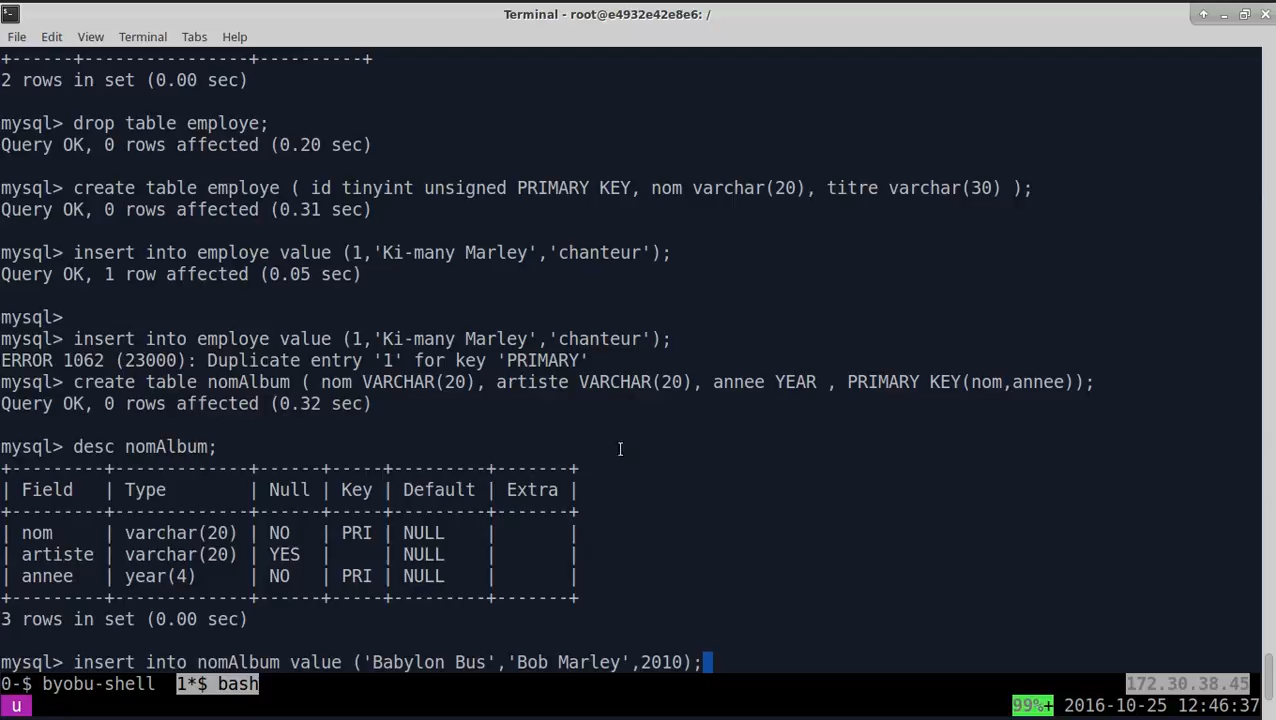 Terminal - root@e4932e42e8e6: /
File Edit View Terminal Tabs Help
+------+----------------+----------+
2 rows in set (0.00 sec)
mysql> drop table employe;
Query OK, 0 rows affected (0.20 sec)
mysql> create table employe ( id tinyint unsigned PRIMARY KEY, nom varchar(20), titre varchar(30) );
Query OK, 0 rows affected (0.31 sec)
mysql> insert into employe value (1,'Ki-many Marley','chanteur');
Query OK, 1 row affected (0.05 sec)
mysql>
mysql> insert into employe value (1,'Ki-many Marley','chanteur');
ERROR 1062 (23000): Duplicate entry '1' for key 'PRIMARY'
mysql> create table nomAlbum ( nom VARCHAR(20), artiste VARCHAR(20), annee YEAR , PRIMARY KEY(nom,annee));
Query OK, 0 rows affected (0.32 sec)
mysql> desc nomAlbum;
+---------+-------------+------+-----+---------+-------+
| Field   | Type        | Null | Key | Default | Extra |
+---------+-------------+------+-----+---------+-------+
| nom     | varchar(20) | NO   | PRI | NULL    |       |
| artiste | varchar(20) | YES  |     | NULL    |       |
| annee   | year(4)     | NO   | PRI | NULL    |       |
+---------+-------------+------+-----+---------+-------+
3 rows in set (0.00 sec)
mysql> insert into nomAlbum value ('Babylon Bus','Bob Marley',2010);
0-$ byobu-shell  1*$ bash 172.30.38.45
u 99%+ 2016-10-25 12:46:37